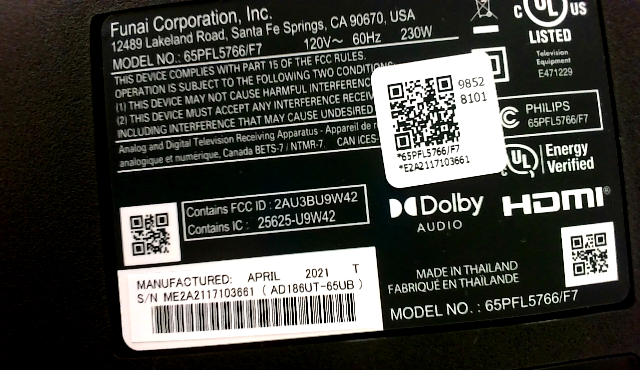 Funai Corporation, Inc.
12489 Lakeland Road, Santa Fe Springs, CA 90670, USA
MODEL NO.: 65PFL5766/F7 120V~ 60Hz 230W
THIS DEVICE COMPLIES WITH PART 15 OF THE FCC RULES.
OPERATION IS SUBJECT TO THE FOLLOWING TWO CONDITIONS:
(1) THIS DEVICE MAY NOT CAUSE HARMFUL
(2) THIS DEVICE MUST ACCEPT ANY INTERFERENCE
INCLUDING INTERFERENCE THAT MAY CAUSE UNDESIRED
Analog and Digital Television Receiving Apparatus - Appareil de
analogique et numérique, Canada BETS-7 / NTMR-7. CAN ICES-
C UL US
LISTED
Television
Equipment
E471229
9852
8101
*65PFL5766/F7
*E2A2117103661
PHILIPS
65PFL5766/F7
UL Energy
Verified
Contains FCC ID : 2AU3BU9W42
Contains IC : 25625-U9W42
Dolby
AUDIO
HDMI®
MANUFACTURED: APRIL 2021 T
S/N ME2A2117103661 ( AD186UT-65UB )
MADE IN THAILAND
FABRIQUÉ EN THAÏLANDE
MODEL NO. : 65PFL5766/F7